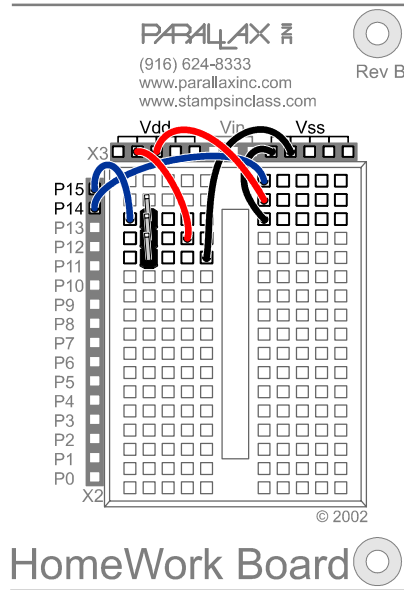 PARALLAX INC
(916) 624-8333
www.parallaxinc.com
www.stampsinclass.com
Rev B
Vdd Vin Vss
X3
P15
P14
P13
P12
P11
P10
P9
P8
P7
P6
P5
P4
P3
P2
P1
P0
X2
© 2002
HomeWork Board